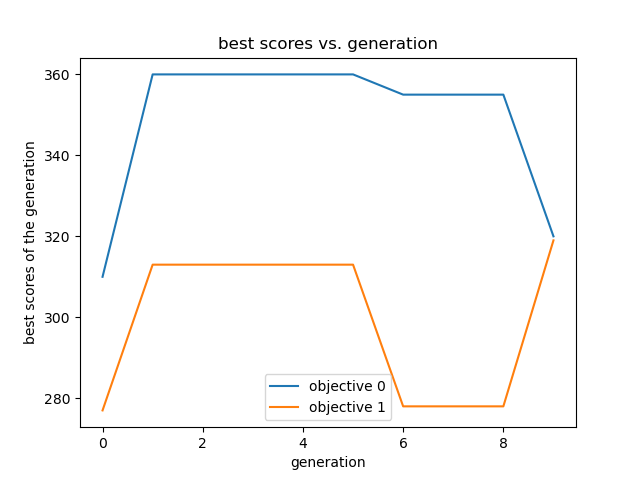 best scores vs. generation
best scores of the generation
360
340
320
300
280
objective 0
objective 1
0 2 4 6 8
generation